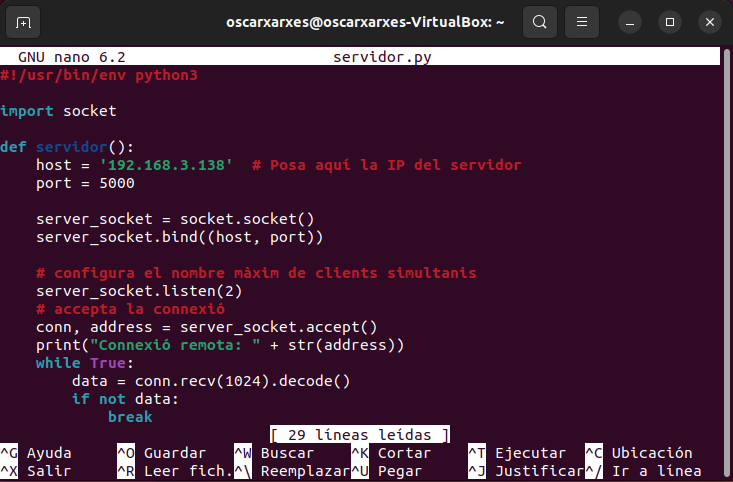 oscarxarxes@oscarxarxes-VirtualBox: ~
GNU nano 6.2 servidor.py
#!/usr/bin/env python3
import socket
def servidor():
    host = '192.168.3.138'  # Posa aquí la IP del servidor
    port = 5000
    server_socket = socket.socket()
    server_socket.bind((host, port))
    # configura el nombre màxim de clients simultanis
    server_socket.listen(2)
    # accepta la connexió
    conn, address = server_socket.accept()
    print("Connexió remota: " + str(address))
    while True:
        data = conn.recv(1024).decode()
        if not data:
            break
[ 29 líneas leídas ]
^G Ayuda ^O Guardar ^W Buscar ^K Cortar ^T Ejecutar ^C Ubicación
^X Salir ^R Leer fich. ^\ Reemplazar ^U Pegar ^J Justificar ^/ Ir a línea